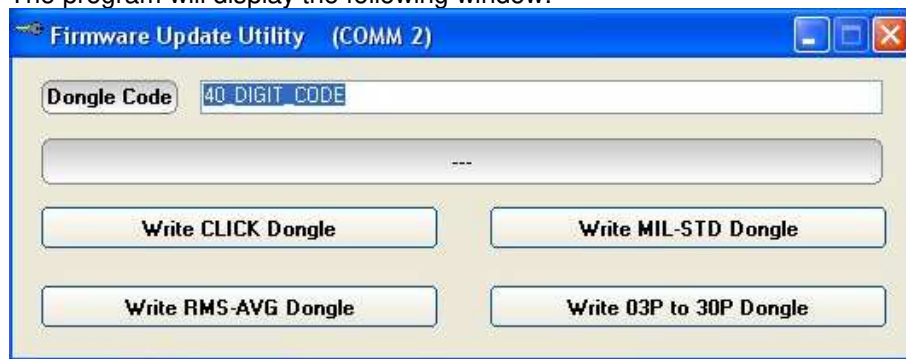 The program will display the following window:
Firmware Update Utility (COMM 2)
Dongle Code 40_DIGIT_CODE
---
Write CLICK Dongle Write MIL-STD Dongle
Write RMS-AVG Dongle Write 03P to 30P Dongle